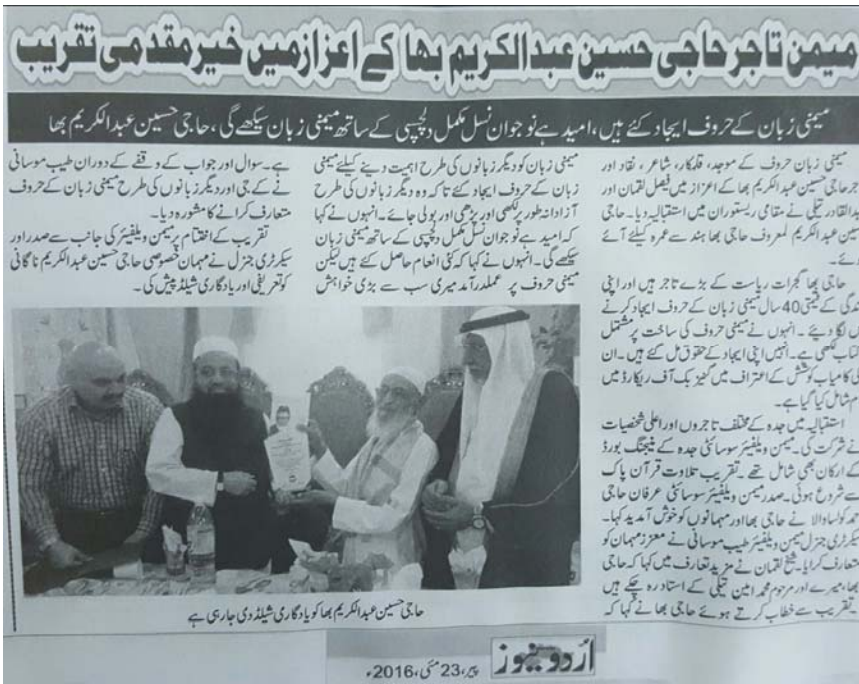 میمن تاجر حاجی حسین عبدالکریم بھا کے اعزاز میں خیر مقدمی تقریب
میمنی زبان کے حروف ایجاد کئے ہیں، امید ہے نوجوان نسل مکمل دلچسپی کے ساتھ میمنی زبان سیکھے گی، حاجی حسین عبدالکریم بھا
میمنی زبان حروف کے موجد، قلمکار، شاعر، نقاد اور
جر حاجی حسین عبدالکریم بھا کے اعزاز میں فیصل لقمان اور
بدالقادر تیلی نے مقامی ریستوران میں استقبالیہ دیا۔ حاجی
سین عبدالکریم المعروف حاجی بھا ہند سے عمرہ کیلئے آئے
ئے۔
حاجی بھا گجرات ریاست کے بڑے تاجر ہیں اور اپنی
ندگی کے قیمتی 40 سال میمنی زبان کے حروف ایجاد کرنے
ں لگا دیئے۔ انہوں نے میمنی حروف کی ساخت پر مشتمل
کتاب لکھی ہے۔ انہیں اپنی ایجاد کے حقوق مل گئے ہیں۔ ان
کی کامیاب کوشش کے اعتراف میں گنیز بک آف ریکارڈ میں
م شامل کیا گیا ہے۔
استقبالیہ میں جدہ کے مختلف تاجروں اور اعلیٰ شخصیات
نے شرکت کی۔ میمن ویلفیئر سوسائٹی جدہ کے منیجنگ بورڈ
کے ارکان بھی شامل تھے۔ تقریب تلاوت قرآن پاک
سے شروع ہوئی۔ صدر میمن ویلفیئر سوسائٹی عرفان حاجی
مد کولساوالا نے حاجی بھا اور مہمانوں کو خوش آمدید کہا۔
سیکرٹری جنرل میمن ویلفیئر طیب موسانی نے معزز مہمان کو
متعارف کرایا۔ شیخ لقمان نے مزید تعارف میں کہا کہ حاجی
بھا، میرے اور مرحوم محمد امین تیلی کے استاد رہ چکے ہیں
۔ تقریب سے خطاب کرتے ہوئے حاجی بھا نے کہا کہ
میمنی زبان کو دیگر زبانوں کی طرح اہمیت دینے کیلئے میمنی
زبان کے حروف ایجاد کئے تاکہ وہ دیگر زبانوں کی طرح
آزادانہ طور پر لکھی اور پڑھی اور بولی جائے۔ انہوں نے کہا
کہ امید ہے نوجوان نسل مکمل دلچسپی کے ساتھ میمنی زبان
سیکھے گی۔ انہوں نے کہا کہ کئی انعام حاصل کئے ہیں لیکن
میمنی حروف پر عملدرآمد میری سب سے بڑی خواہش
ہے۔ سوال اور جواب کے وقفے کے دوران طیب موسانی
نے کے جی اور دیگر زبانوں کی طرح میمنی زبان کے حروف
متعارف کرانے کا مشورہ دیا۔
تقریب کے اختتام پر میمن ویلفیئر کی جانب سے صدر اور
سیکرٹری جنرل نے مہمان خصوصی حاجی حسین عبدالکریم ناگانی
کو تعریفی اور یادگاری شیلڈ پیش کی۔
حاجی حسین عبدالکریم بھا کو یادگاری شیلڈ دی جا رہی ہے
اردو نیوز
پیر، 23 مئی، 2016ء